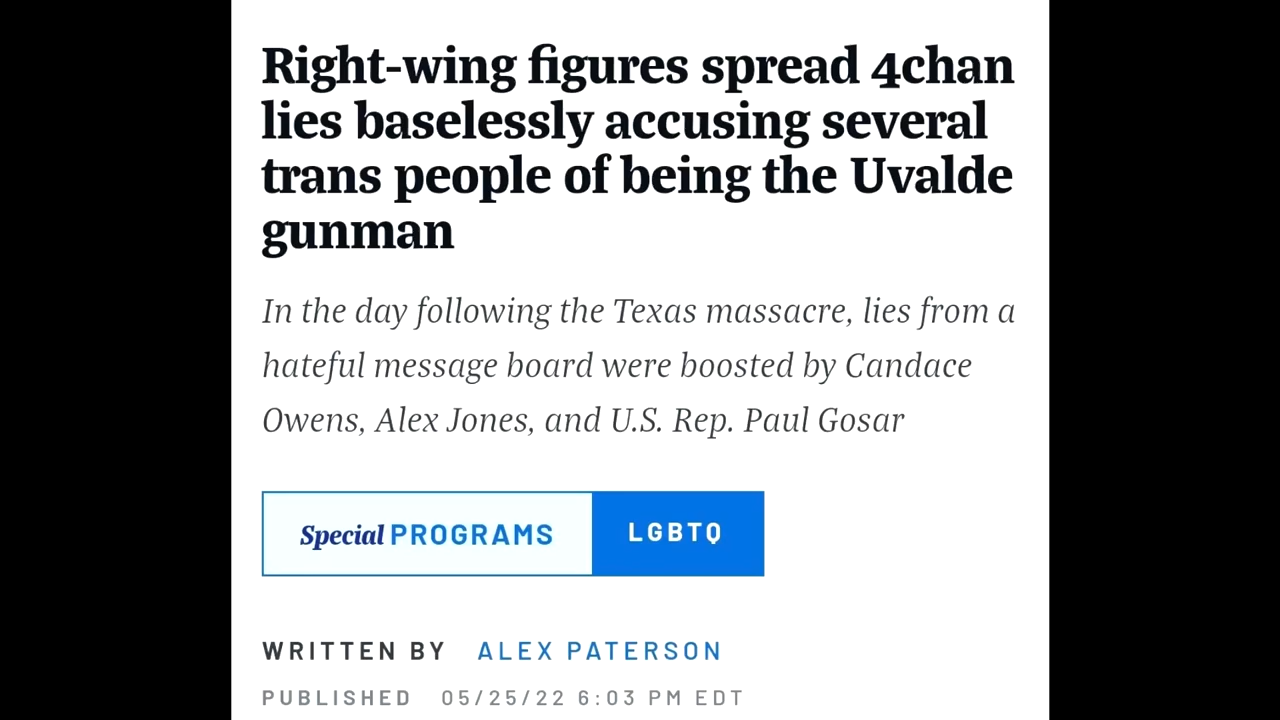 Right-wing figures spread 4chan
lies baselessly accusing several
trans people of being the Uvalde
gunman
In the day following the Texas massacre, lies from a
hateful message board were boosted by Candace
Owens, Alex Jones, and U.S. Rep. Paul Gosar
Special PROGRAMS LGBTQ
WRITTEN BY ALEX PATERSON
PUBLISHED 05/25/22 6:03 PM EDT